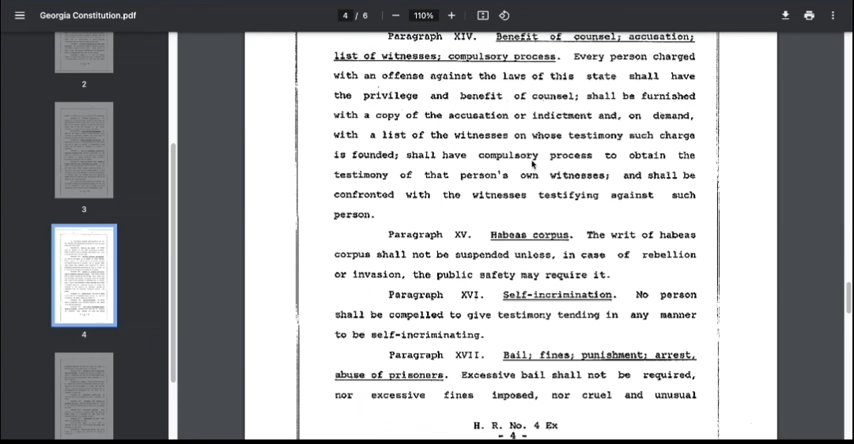 Georgia Constitution.pdf
4 / 6
110%
2
3
4
Paragraph XIV. Benefit of counsel; accusation;
list of witnesses; compulsory process. Every person charged
with an offense against the laws of this state shall have
the privilege and benefit of counsel; shall be furnished
with a copy of the accusation or indictment and, on demand,
with a list of the witnesses on whose testimony such charge
is founded; shall have compulsory process to obtain the
testimony of that person's own witnesses; and shall be
confronted with the witnesses testifying against such
person.
Paragraph XV. Habeas corpus. The writ of habeas
corpus shall not be suspended unless, in case of rebellion
or invasion, the public safety may require it.
Paragraph XVI. Self-incrimination. No person
shall be compelled to give testimony tending in any manner
to be self-incriminating.
Paragraph XVII. Bail; fines; punishment; arrest,
abuse of prisoners. Excessive bail shall not be required,
nor excessive fines imposed, nor cruel and unusual
H. R. No. 4 Ex
- 4 -